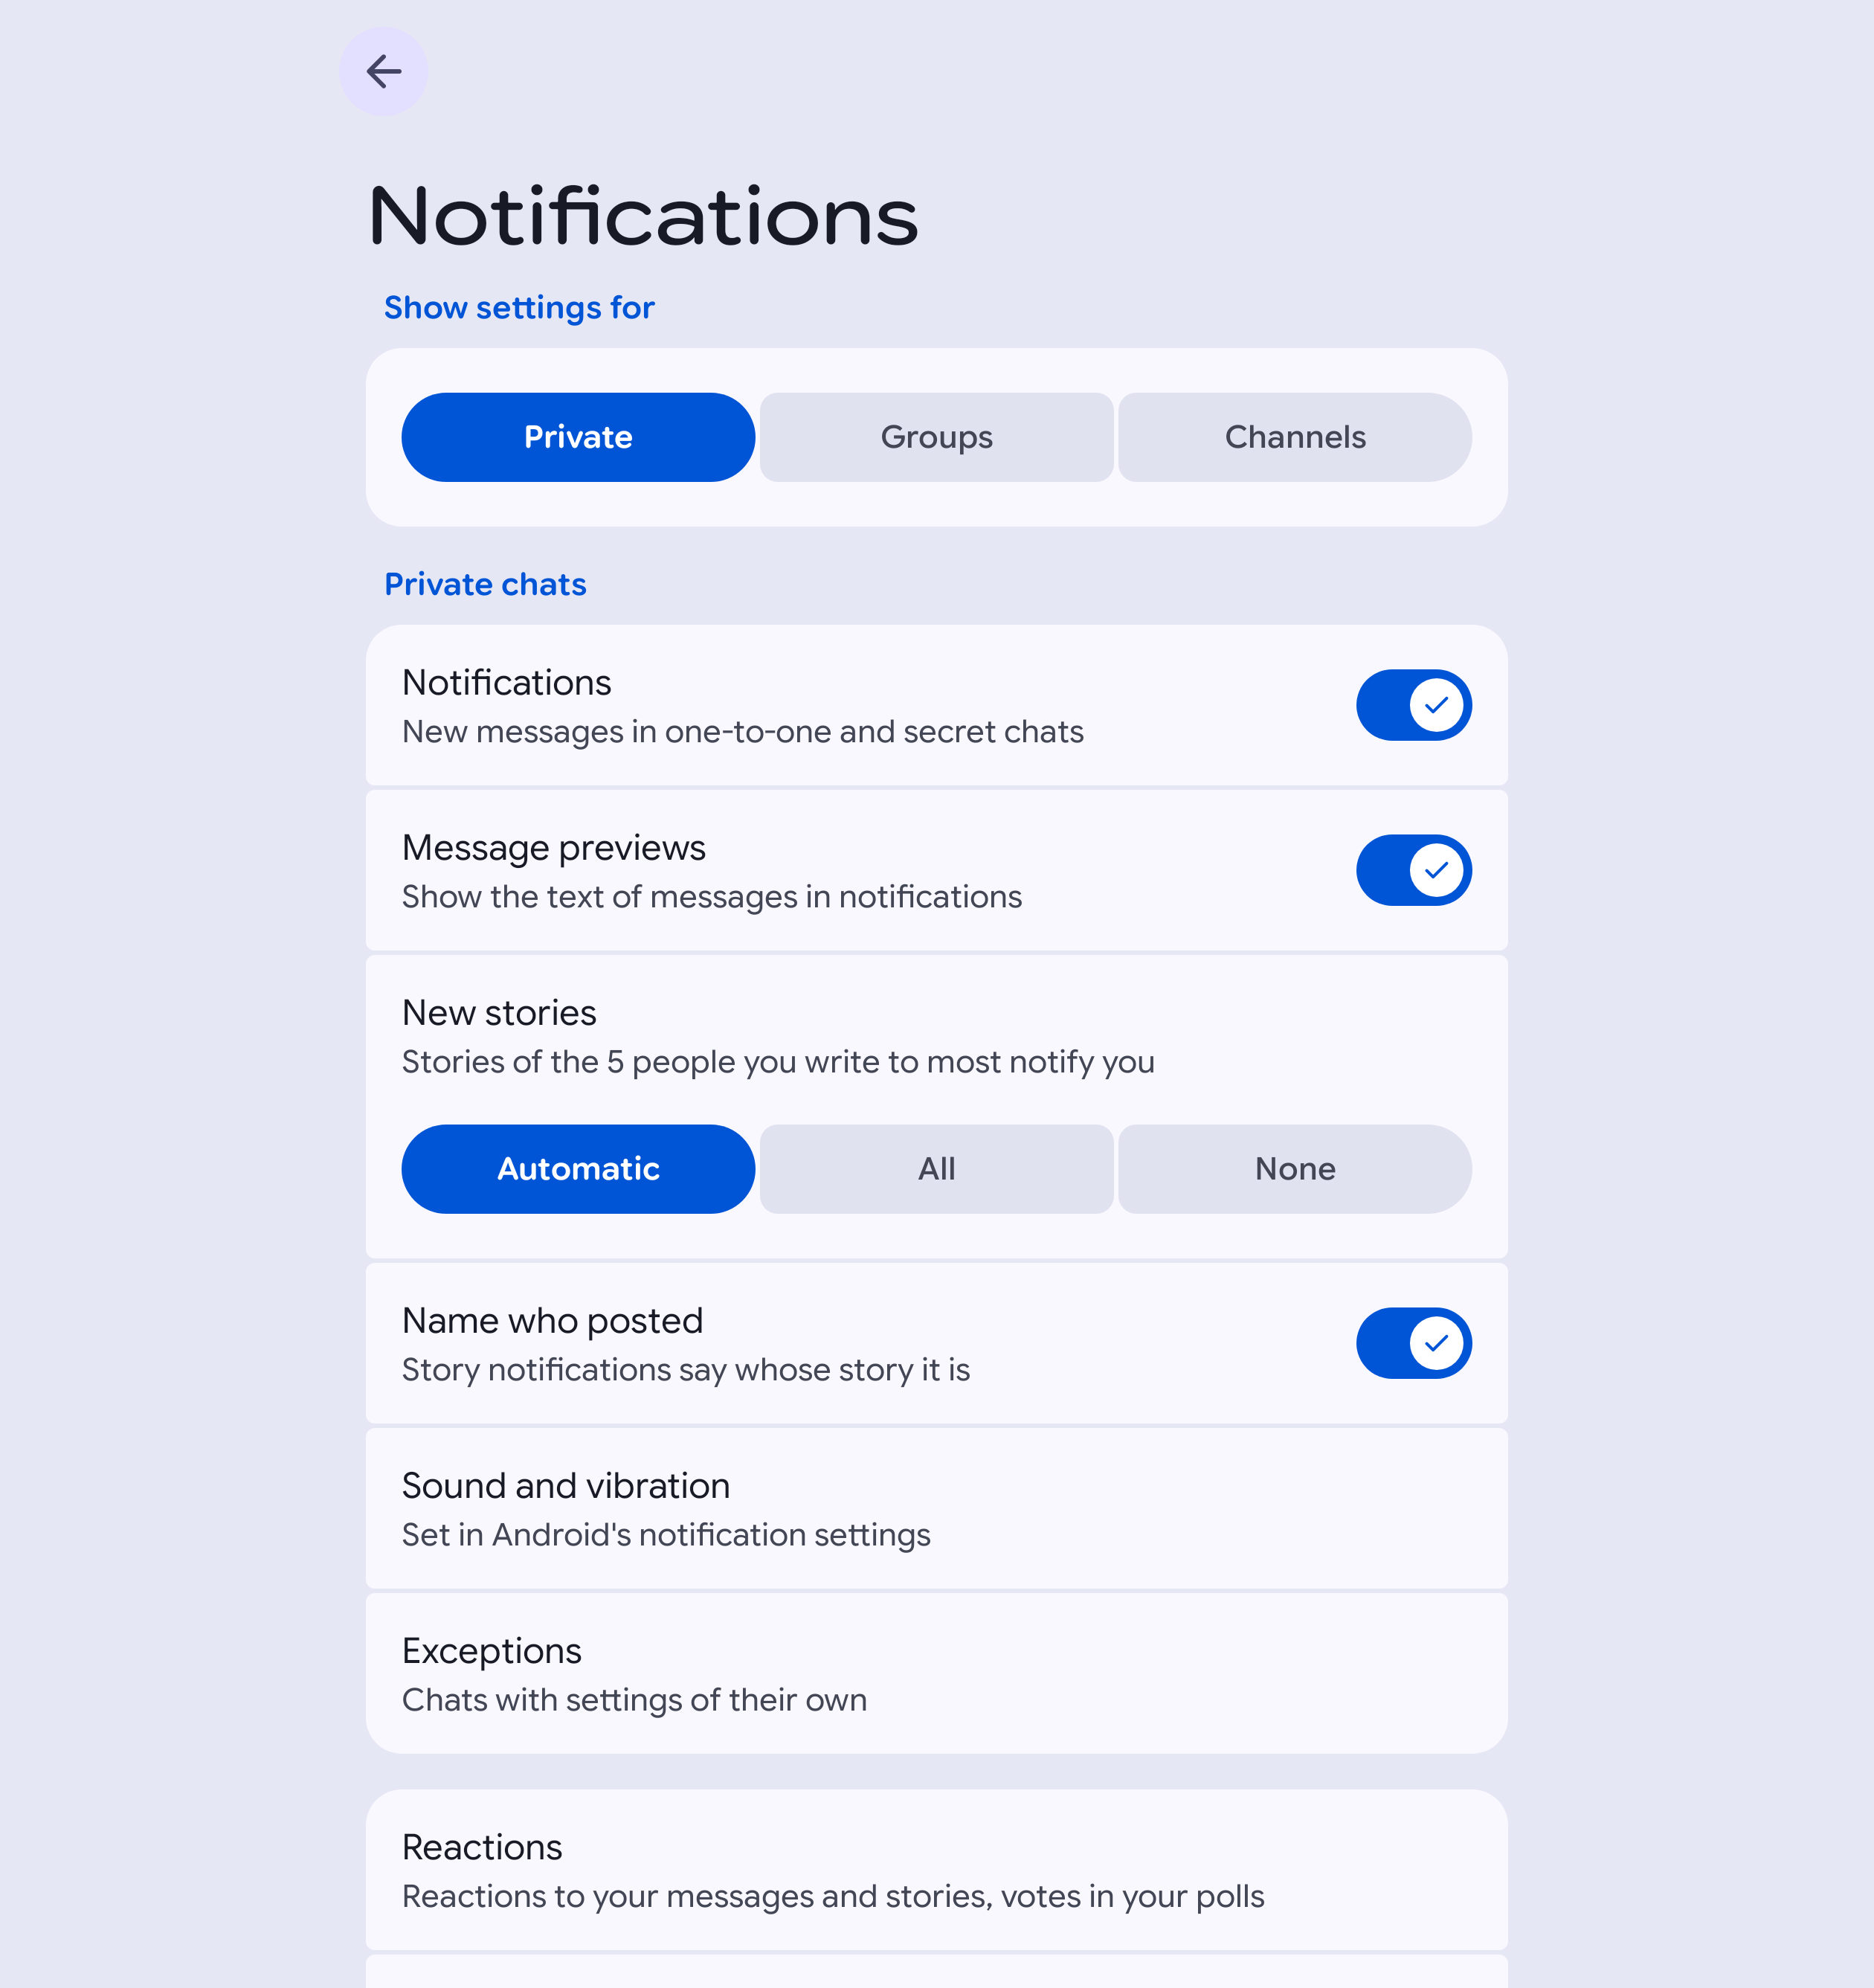 Notifications
Show settings for
Private
Groups
Channels
Private chats
Notifications
New messages in one-to-one and secret chats
Message previews
Show the text of messages in notifications
New stories
Stories of the 5 people you write to most notify you
Automatic
All
None
Name who posted
Story notifications say whose story it is
Sound and vibration
Set in Android's notification settings
Exceptions
Chats with settings of their own
Reactions
Reactions to your messages and stories, votes in your polls